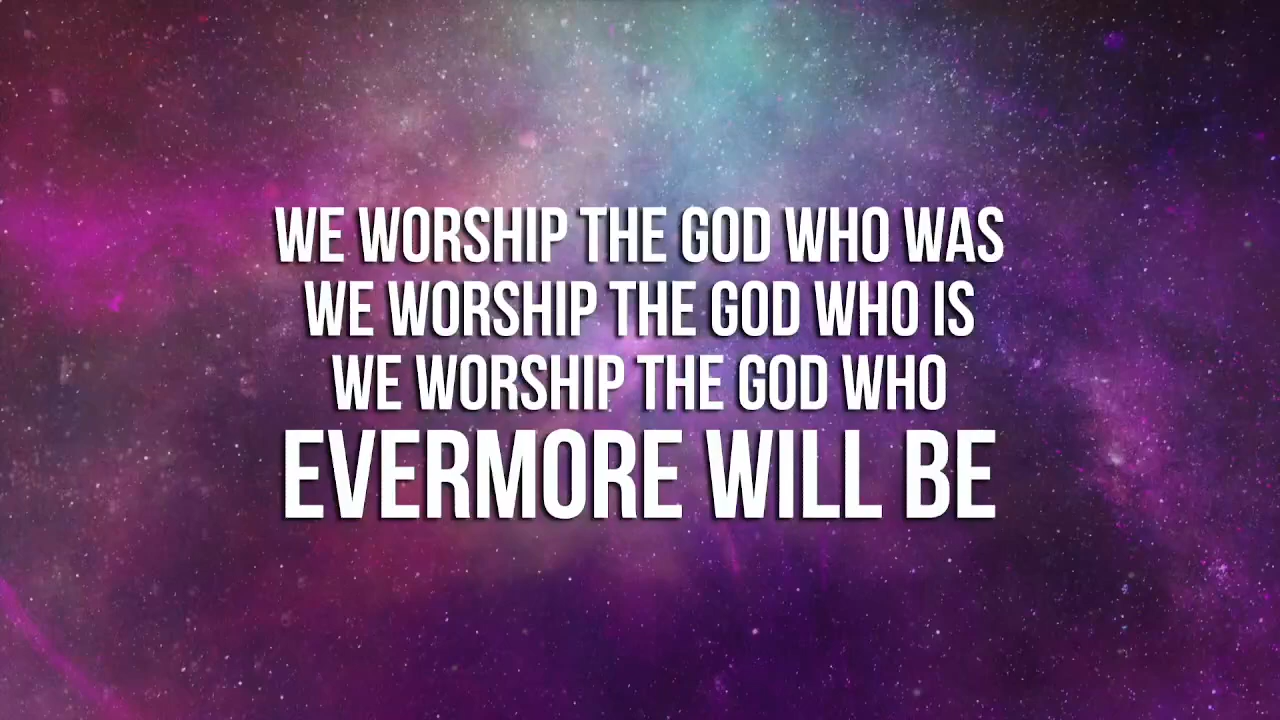 WE WORSHIP THE GOD WHO WAS
WE WORSHIP THE GOD WHO IS
WE WORSHIP THE GOD WHO
EVERMORE WILL BE